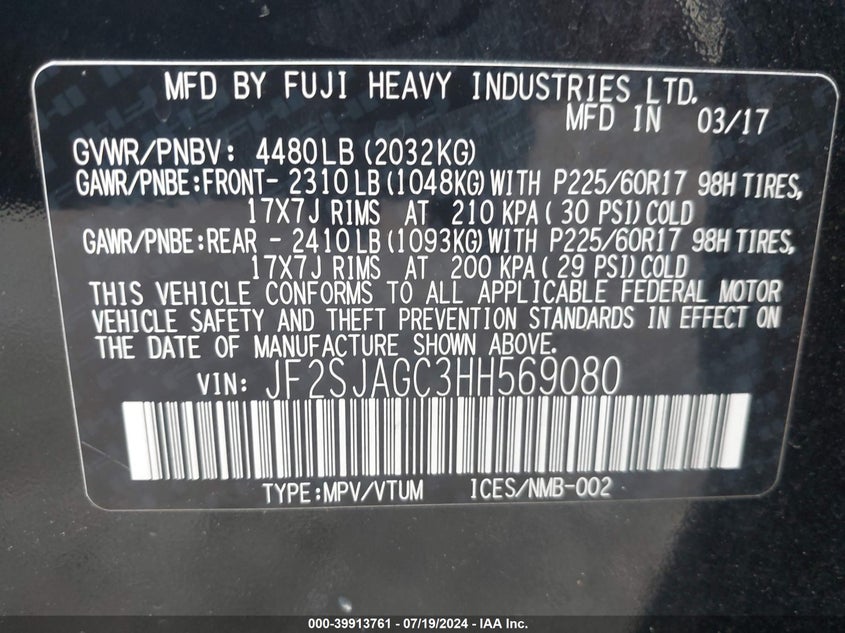 MFD BY FUJI HEAVY INDUSTRIES LTD.
MFD IN 03/17
GVWR/PNBV: 4480LB (2032KG)
GAWR/PNBE:FRONT- 2310LB (1048KG) WITH P225/60R17 98H TIRES,
17X7J RIMS AT 210 KPA ( 30 PSI) COLD
GAWR/PNBE:REAR - 2410LB (1093KG) WITH P225/60R17 98H TIRES,
17X7J RIMS AT 200 KPA ( 29 PSI) COLD
THIS VEHICLE CONFORMS TO ALL APPLICABLE FEDERAL MOTOR
VEHICLE SAFETY AND THEFT PREVENTION STANDARDS IN EFFECT ON
THE DATE OF MANUFACTURE SHOWN ABOVE.
VIN: JF2SJAGC3HH569080
TYPE:MPV/VTUM ICES/NMB-002
000-39913761 - 07/19/2024 - IAA Inc.